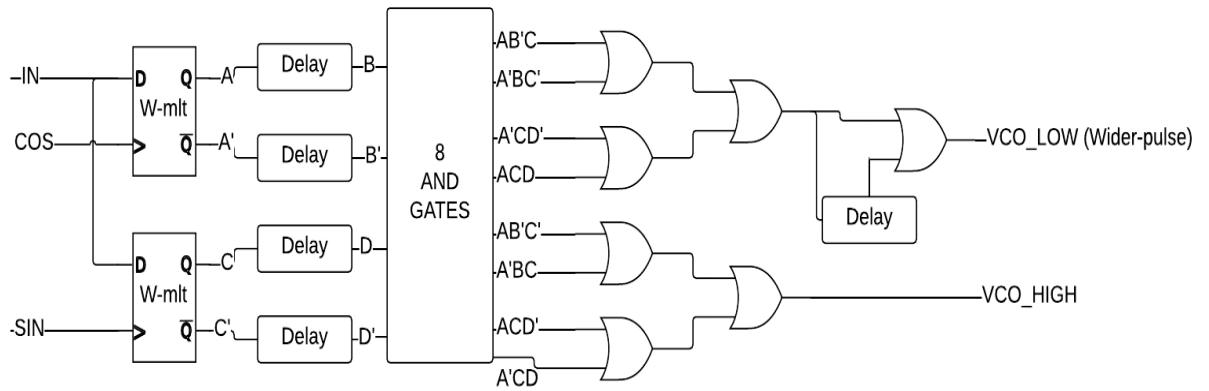 –IN
D
Q
W-mlt
Q
COS
A
Delay
B
A'
Delay
B'
8
AND
GATES
D
Q
W-mlt
Q
-SIN
C
Delay
D
C'
Delay
D'
AB'C
A'BC'
A'CD'
ACD
AB'C'
A'BC
ACD'
A'CD
Delay
VCO_LOW (Wider-pulse)
VCO_HIGH